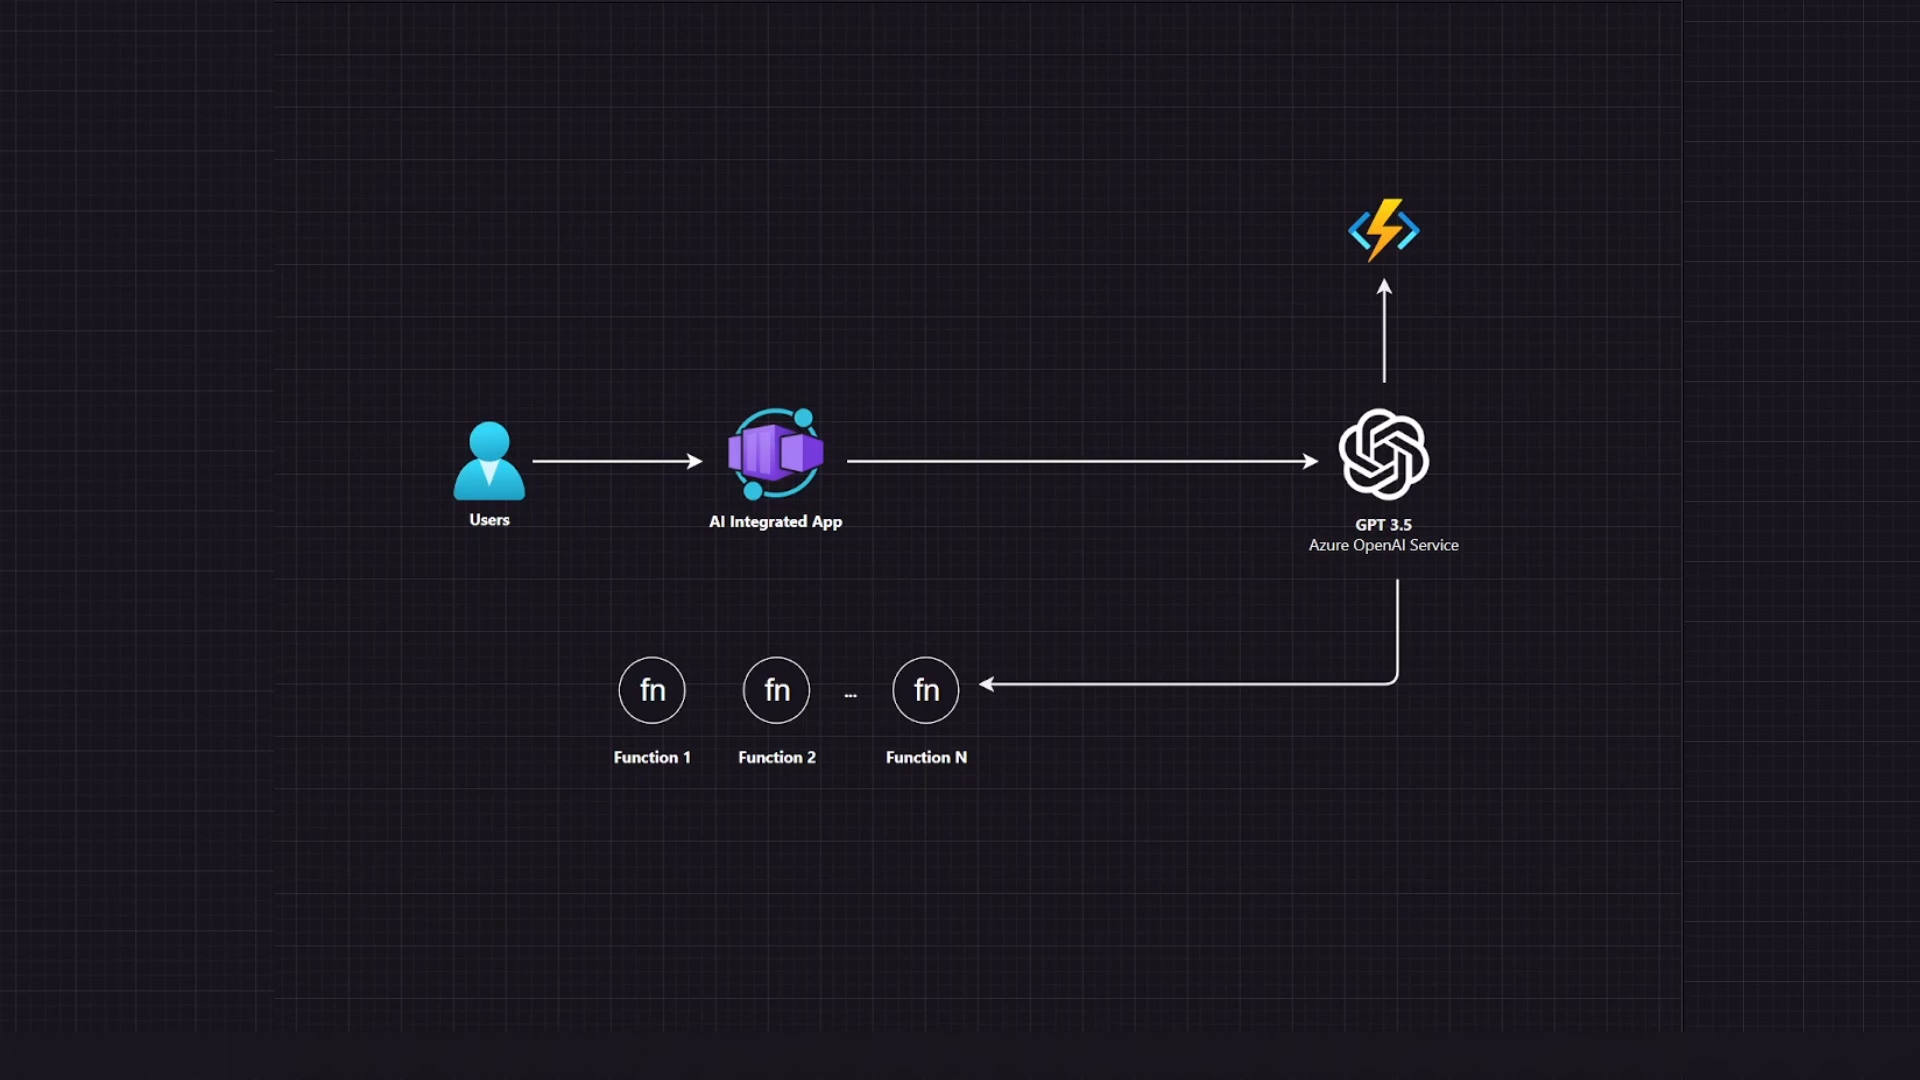 Users
AI Integrated App
GPT 3.5
Azure OpenAI Service
fn
fn
...
fn
Function 1
Function 2
Function N